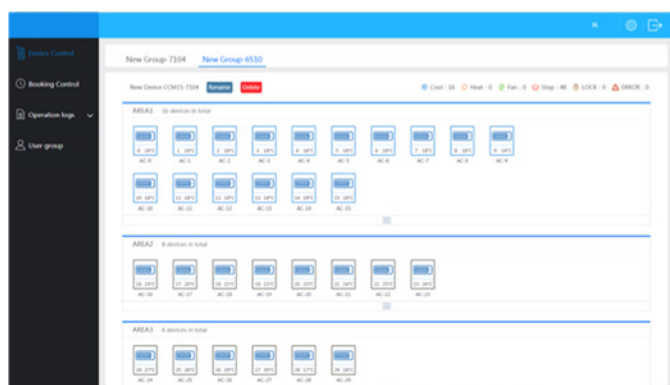 Device Control
Booking Control
Operation logs
User group
New Group-7104 New Group-6510
New Device CCM15-7104 Rename Delete
Cool : 16 Heat : 0 Fan : 0 Stop : 48 LOCK : 0 ERROR : 0
AREA1 16 devices in total
AC-0 AC-1 AC-2 AC-3 AC-4 AC-5 AC-6 AC-7 AC-8 AC-9
AC-10 AC-11 AC-12 AC-13 AC-14 AC-15
AREA2 8 devices in total
AC-16 AC-17 AC-18 AC-19 AC-20 AC-21 AC-22 AC-23
AREA3 6 devices in total
AC-24 AC-25 AC-26 AC-27 AC-28 AC-29